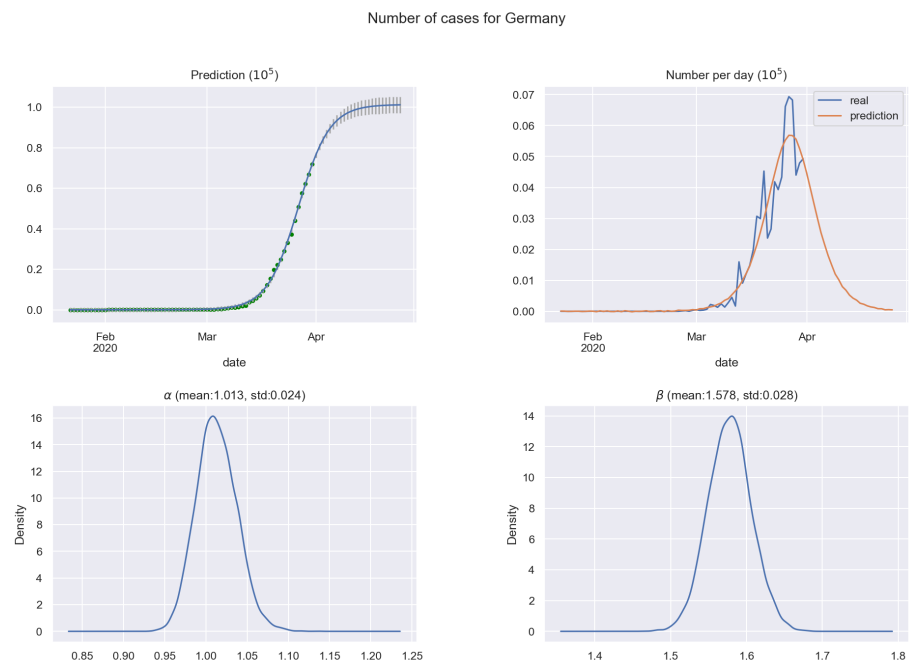 Number of cases for Germany
Prediction (10^5)
1.0
0.8
0.6
0.4
0.2
0.0
Feb
2020
Mar
Apr
date
Number per day (10^5)
real
prediction
0.07
0.06
0.05
0.04
0.03
0.02
0.01
0.00
Feb
2020
Mar
Apr
date
α (mean:1.013, std:0.024)
Density
16
14
12
10
8
6
4
2
0
0.85 0.90 0.95 1.00 1.05 1.10 1.15 1.20 1.25
β (mean:1.578, std:0.028)
Density
14
12
10
8
6
4
2
0
1.4 1.5 1.6 1.7 1.8